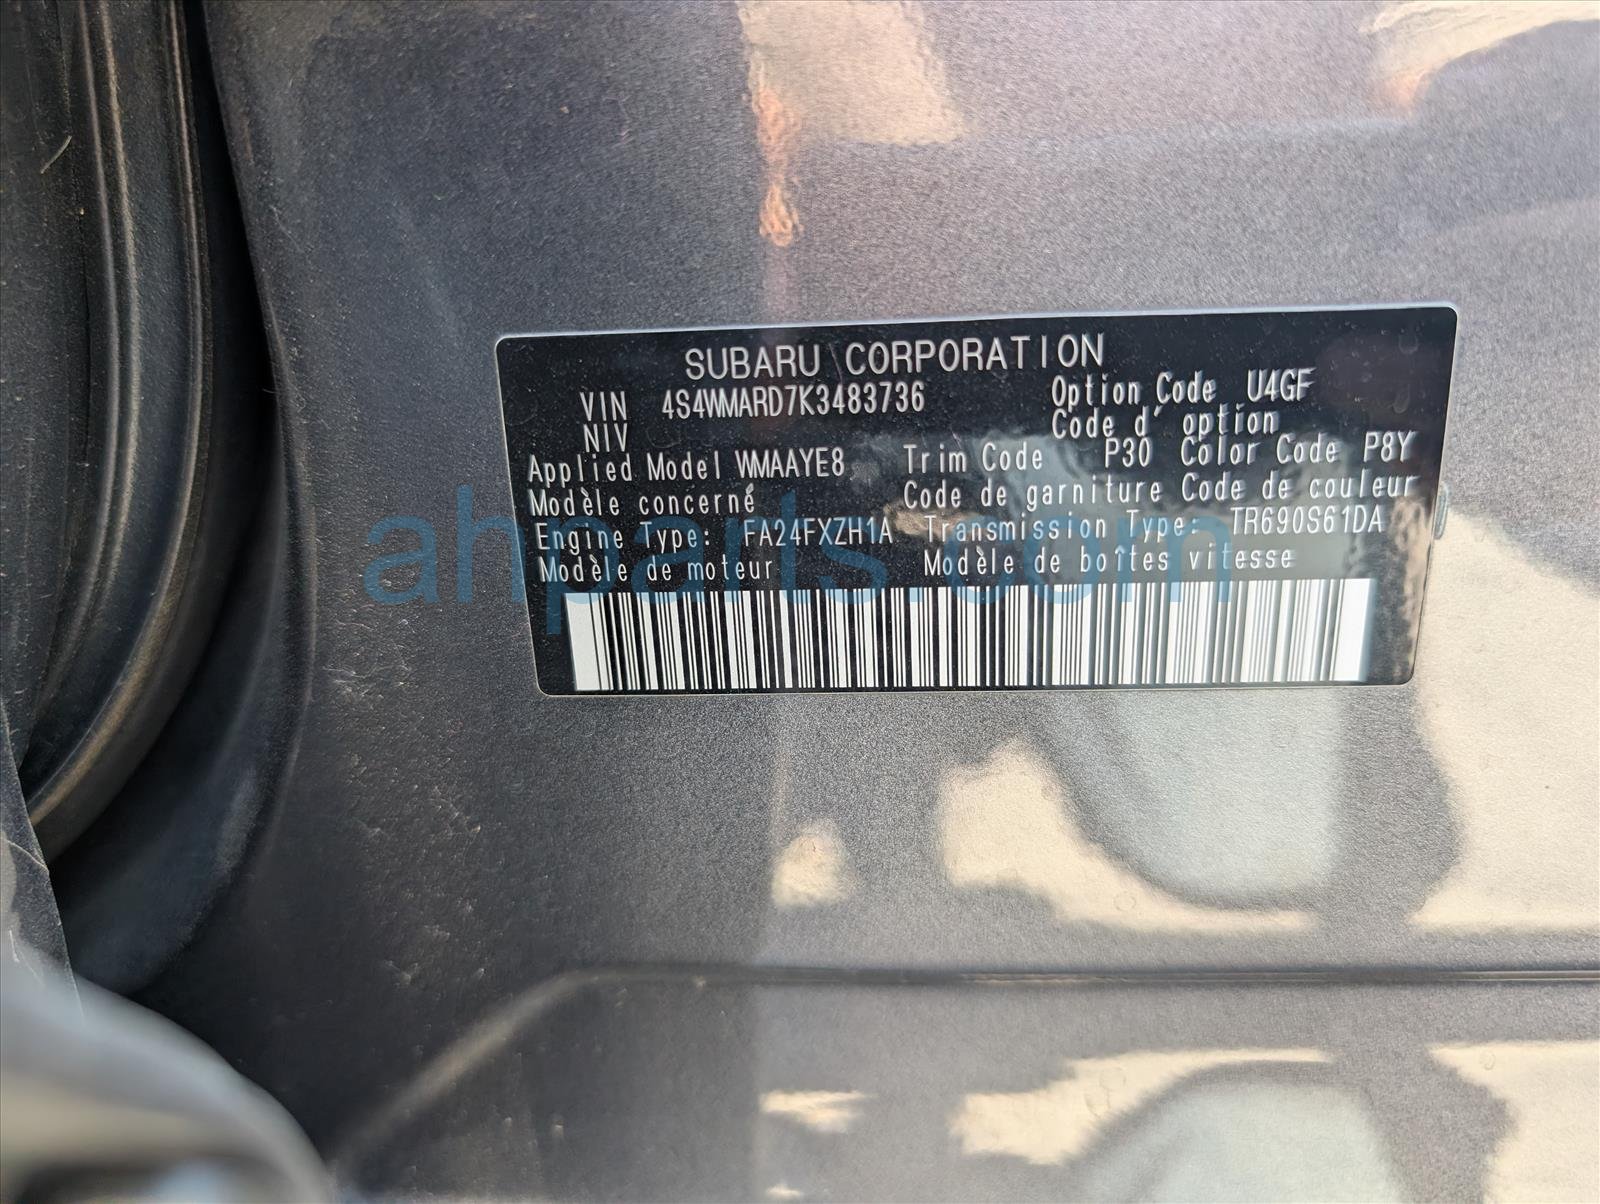 SUBARU CORPORATION
VIN 4S4WMARD7K3483736 Option Code U4GF
NIV Code d' option
Applied Model WMAAYE8 Trim Code P30 Color Code P8Y
Modèle concerné Code de garniture Code de couleur
Engine Type: FA24FXZH1A Transmission Type: TR690S61DA
Modèle de moteur Modèle de boîtes vitesse
ahparts.com